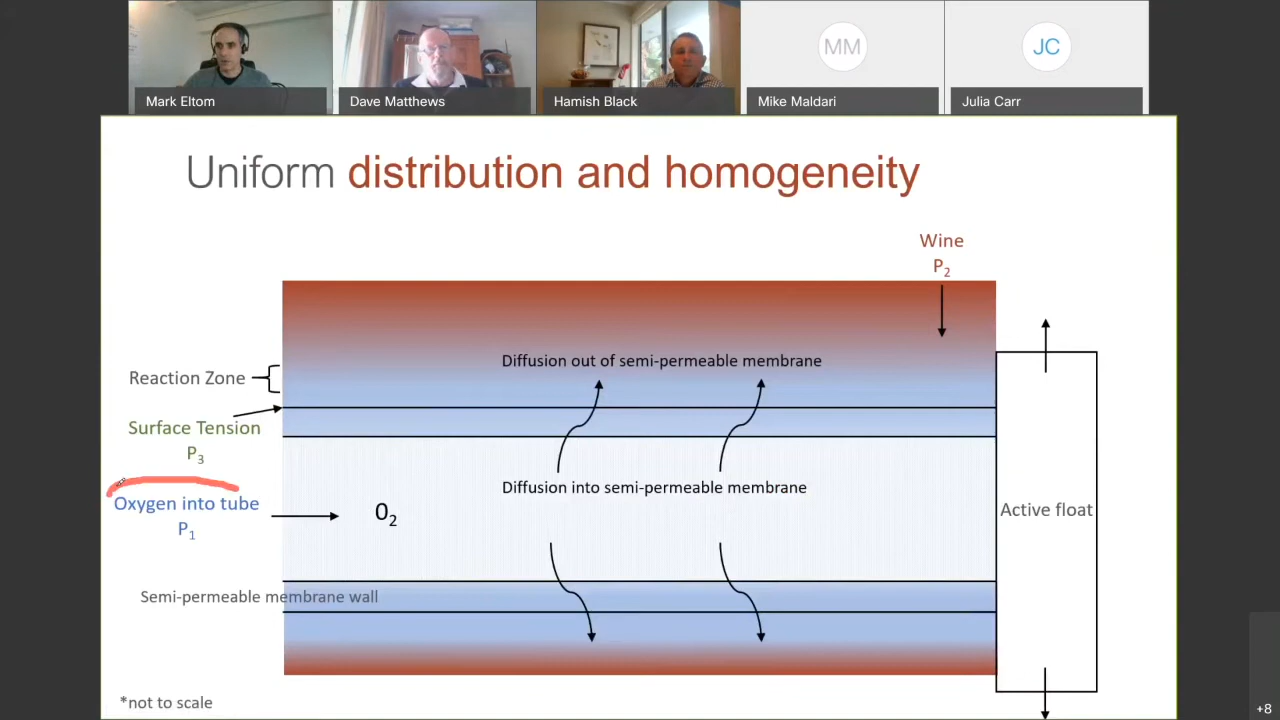 Mark Eltom
Dave Matthews
Hamish Black
MM
Mike Maldari
JC
Julia Carr
Uniform distribution and homogeneity
Wine
P2
Diffusion out of semi-permeable membrane
Reaction Zone
Surface Tension
P3
Diffusion into semi-permeable membrane
Oxygen into tube
P1
O2
Active float
Semi-permeable membrane wall
*not to scale
+8